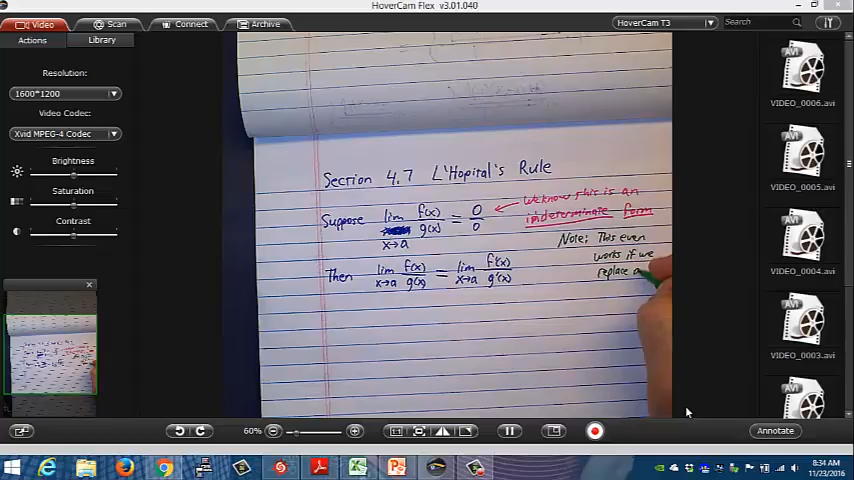 HoverCam Flex v3.01.040
Video
Scan
Connect
Archive
HoverCam T3
Search
Actions
Library
Resolution:
1600*1200
Video Codec:
Xvid MPEG-4 Codec
Brightness
Saturation
Contrast
VIDEO_0006.avi
VIDEO_0005.avi
VIDEO_0004.avi
VIDEO_0003.avi
Section 4.7 L'Hopital's Rule
Suppose lim x→a f(x)/g(x) = 0/0
We know this is an
indeterminate form
Then lim x→a f(x)/g(x) = lim x→a f'(x)/g'(x)
Note: This even
works if we
replace
60%
1:1
Annotate
8:34 AM
11/23/2016